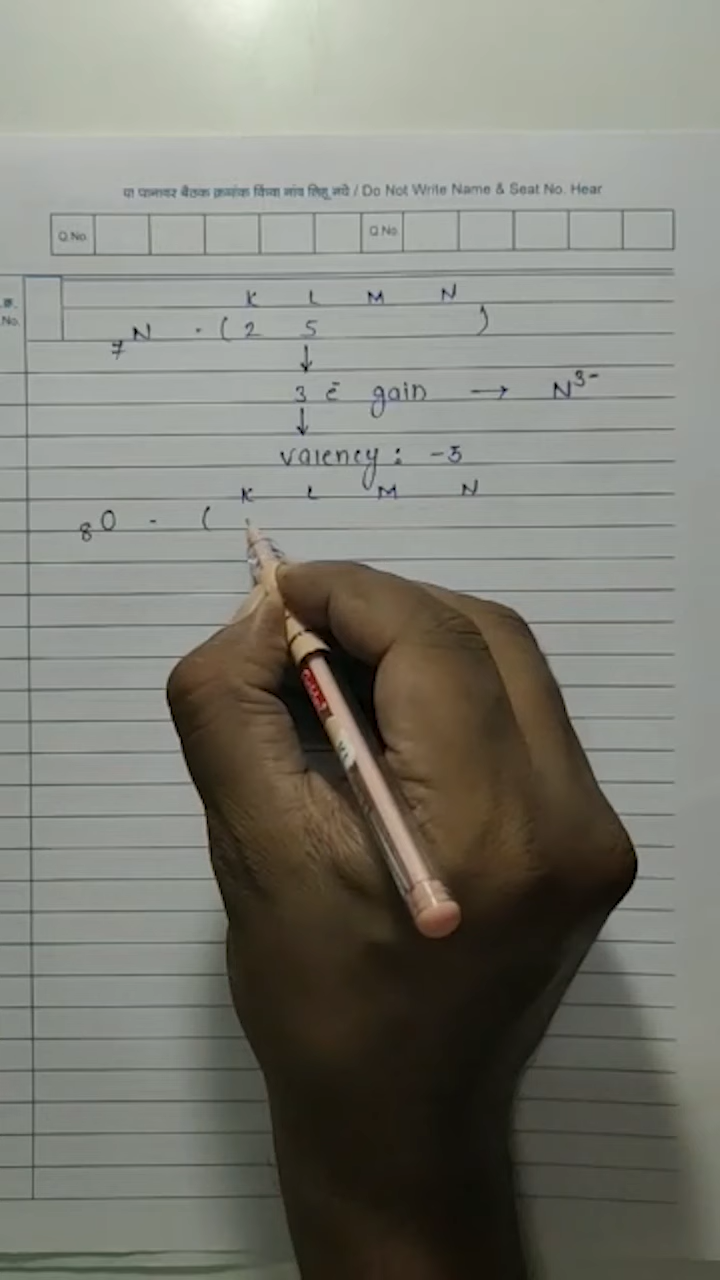 या पानावर बैठक क्रमांक किंवा नांव लिहू नये / Do Not Write Name & Seat No. Hear
Q.No. Q.No.
क्र.
No.
K L M N
₇N - ( 2 5 )
↓
3 ē gain → N³⁻
↓
valency : -3
K L M N
₈O - (